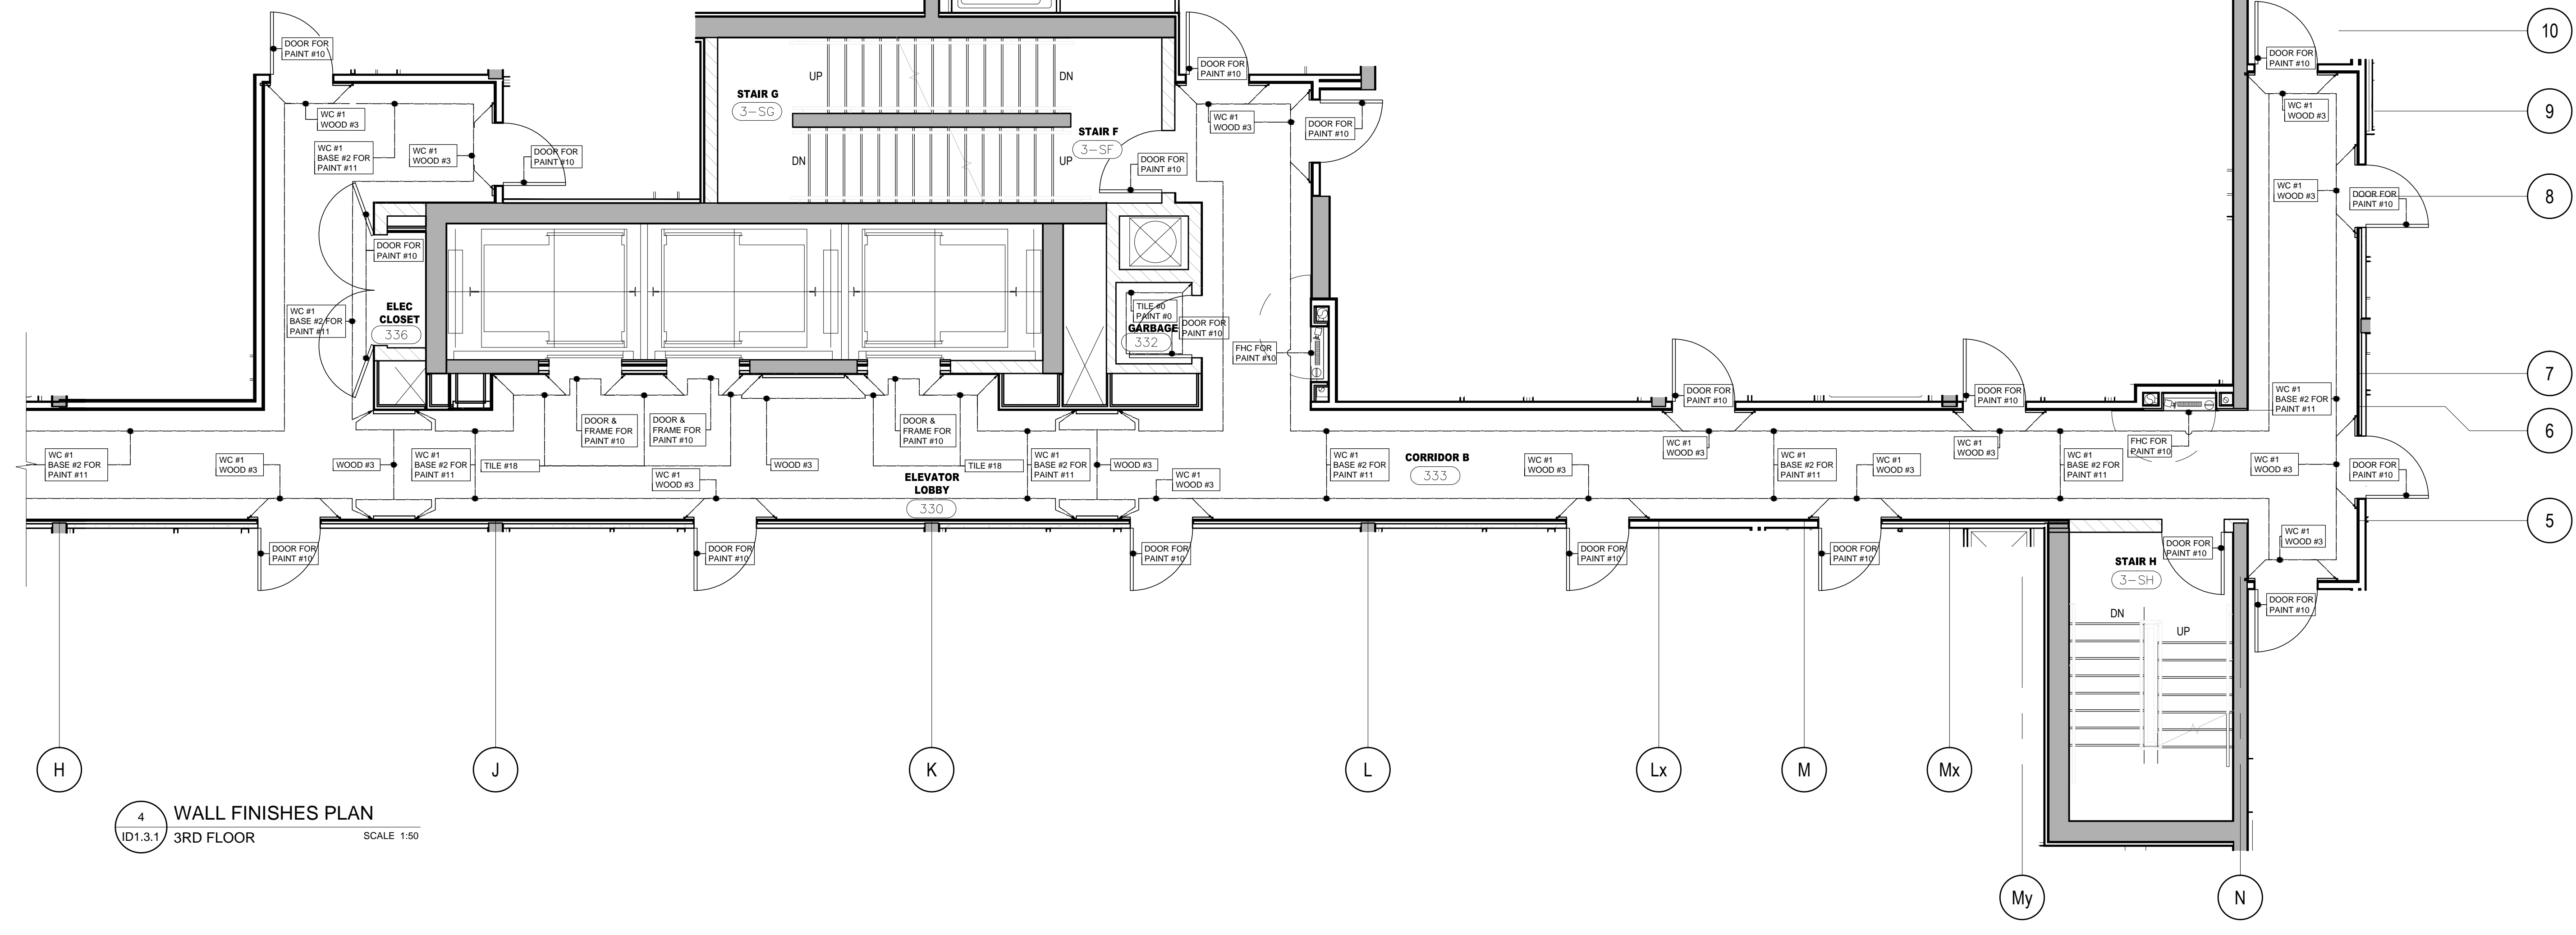 DOOR FOR
PAINT #10
WC #1
WOOD #3
WC #1
BASE #2 FOR
PAINT #11
WC #1
WOOD #3
DOOR FOR
PAINT #10
DOOR FOR
PAINT #10
WC #1
BASE #2 FOR
PAINT #11
ELEC
CLOSET
336
UP
DN
STAIR G
3-SG
DN
UP
STAIR F
3-SF
DOOR FOR
PAINT #10
DOOR FOR
PAINT #10
WC #1
WOOD #3
DOOR FOR
PAINT #10
TILE #0
PAINT #0
GARBAGE
332
DOOR FOR
PAINT #10
FHC FOR
PAINT #10
DOOR FOR
PAINT #10
WC #1
WOOD #3
WC #1
WOOD #3
DOOR FOR
PAINT #10
DOOR FOR
PAINT #10
DOOR FOR
PAINT #10
WC #1
BASE #2 FOR
PAINT #11
10
9
8
7
6
5
WC #1
BASE #2 FOR
PAINT #11
WC #1
WOOD #3
WOOD #3
WC #1
BASE #2 FOR
PAINT #11
TILE #18
DOOR &
FRAME FOR
PAINT #10
DOOR &
FRAME FOR
PAINT #10
WC #1
WOOD #3
WOOD #3
DOOR &
FRAME FOR
PAINT #10
TILE #18
ELEVATOR
LOBBY
330
WC #1
BASE #2 FOR
PAINT #11
WOOD #3
WC #1
WOOD #3
WC #1
BASE #2 FOR
PAINT #11
CORRIDOR B
333
WC #1
WOOD #3
WC #1
WOOD #3
WC #1
BASE #2 FOR
PAINT #11
WC #1
WOOD #3
WC #1
WOOD #3
WC #1
BASE #2 FOR
PAINT #11
FHC FOR
PAINT #10
WC #1
WOOD #3
DOOR FOR
PAINT #10
DOOR FOR
PAINT #10
DOOR FOR
PAINT #10
DOOR FOR
PAINT #10
DOOR FOR
PAINT #10
DOOR FOR
PAINT #10
DOOR FOR
PAINT #10
WC #1
WOOD #3
STAIR H
3-SH
DOOR FOR
PAINT #10
DN
UP
H
J
K
L
Lx
M
Mx
My
N
4
ID1.3.1
WALL FINISHES PLAN
3RD FLOOR
SCALE 1:50